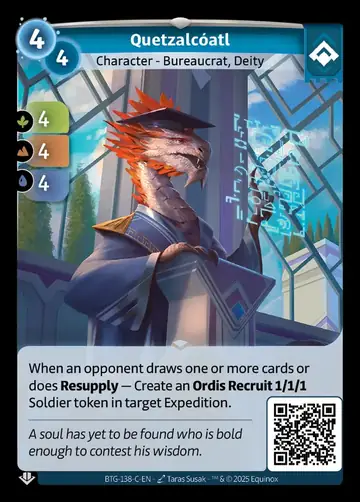 4
Quetzalcóatl
4
Character - Bureaucrat, Deity
4
4
4
When an opponent draws one or more cards or
does Resupply — Create an Ordis Recruit 1/1/1
Soldier token in target Expedition.
A soul has yet to be found who is bold
enough to contest his wisdom.
BTG-138-C-EN - Taras Susak - ™ & © 2025 Equinox